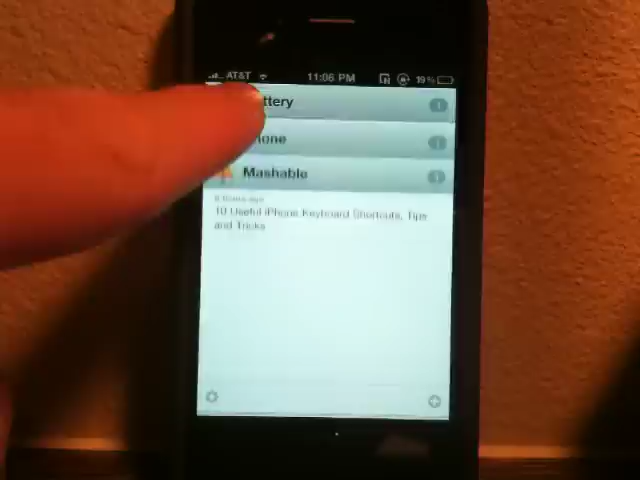 AT&T 11:06 PM 19%
ttery
hone
Mashable
10 Useful iPhone Keyboard Shortcuts, Tips
and Tricks